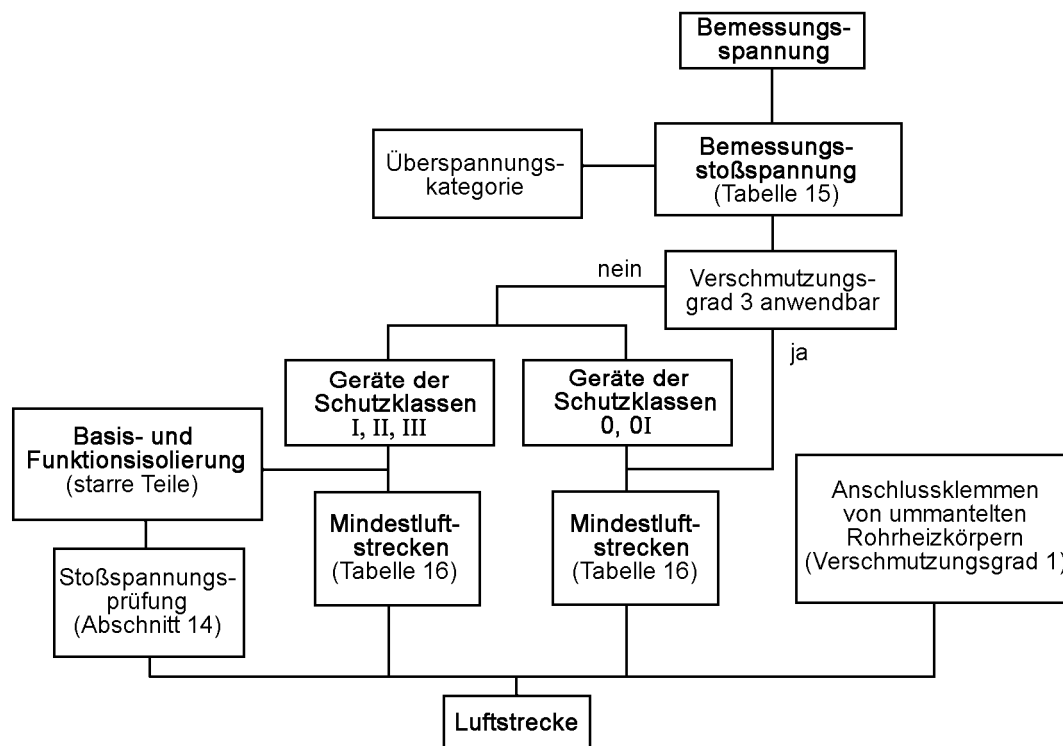 Bemessungs-
spannung
Überspannungs-
kategorie
Bemessungs-
stoßspannung
(Tabelle 15)
nein
Verschmutzungs-
grad 3 anwendbar
ja
Geräte der
Schutzklassen
I, II, III
Geräte der
Schutzklassen
0, 0I
Basis- und
Funktionsisolierung
(starre Teile)
Mindestluft-
strecken
(Tabelle 16)
Mindestluft-
strecken
(Tabelle 16)
Anschlussklemmen
von ummantelten
Rohrheizkörpern
(Verschmutzungsgrad 1)
Stoßspannungs-
prüfung
(Abschnitt 14)
Luftstrecke